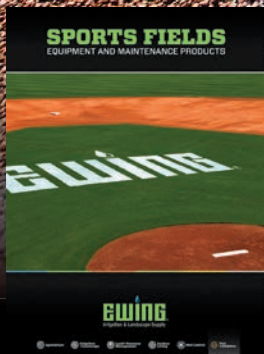 SPORTS FIELDS
EQUIPMENT AND MAINTENANCE PRODUCTS
EWING
EWING
Irrigation & Landscape Supply